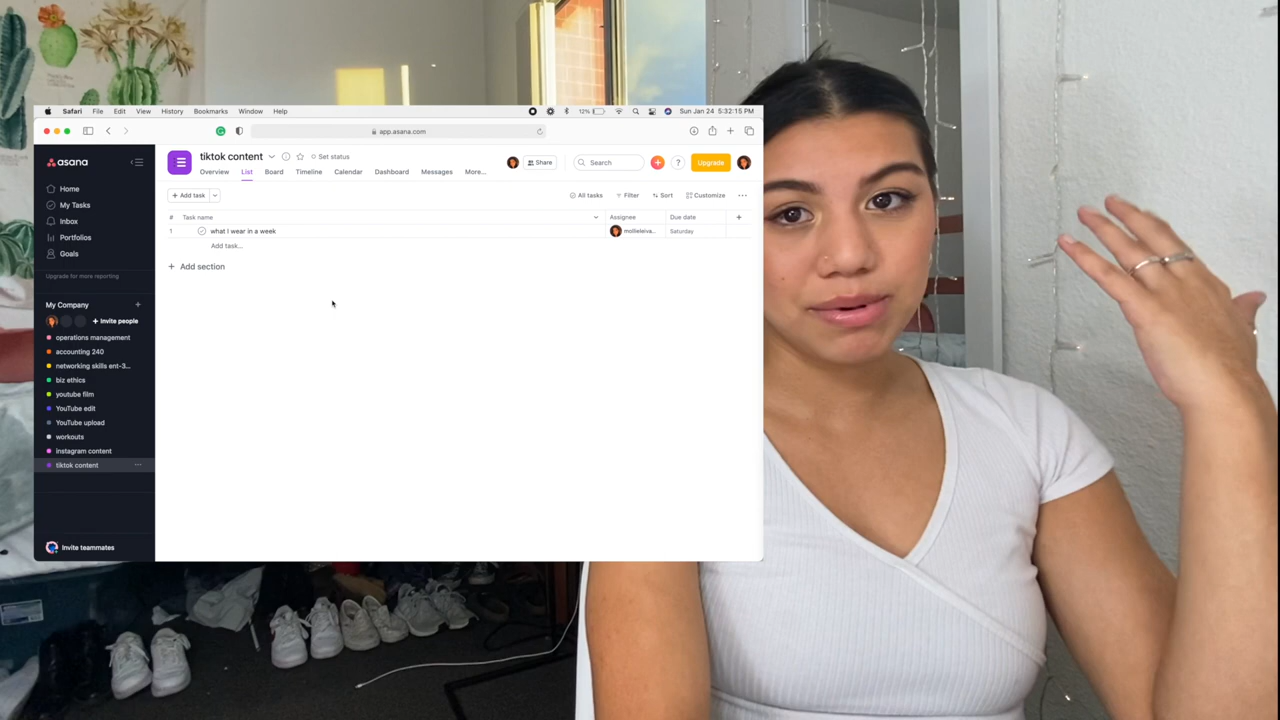 Safari File Edit View History Bookmarks Window Help 12% Sun Jan 24 5:32:15 PM
app.asana.com
asana
Home
My Tasks
Inbox
Portfolios
Goals
Upgrade for more reporting
My Company
Invite people
operations management
accounting 240
networking skills ent-3...
biz ethics
youtube film
YouTube edit
YouTube upload
workouts
instagram content
tiktok content
Invite teammates
tiktok content Set status
Share Search ? Upgrade
Overview List Board Timeline Calendar Dashboard Messages More...
+ Add task All tasks Filter Sort Customize
# Task name Assignee Due date
1 what I wear in a week Saturday
Add task...
+ Add section